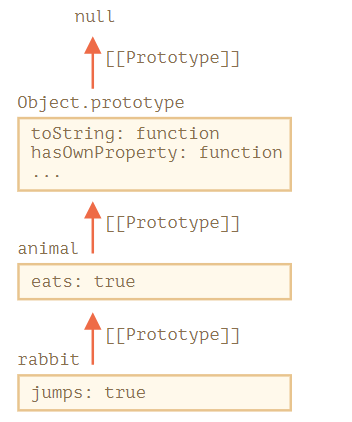 null
[[Prototype]]
Object.prototype
toString: function
hasOwnProperty: function
...
[[Prototype]]
animal
eats: true
[[Prototype]]
rabbit
jumps: true